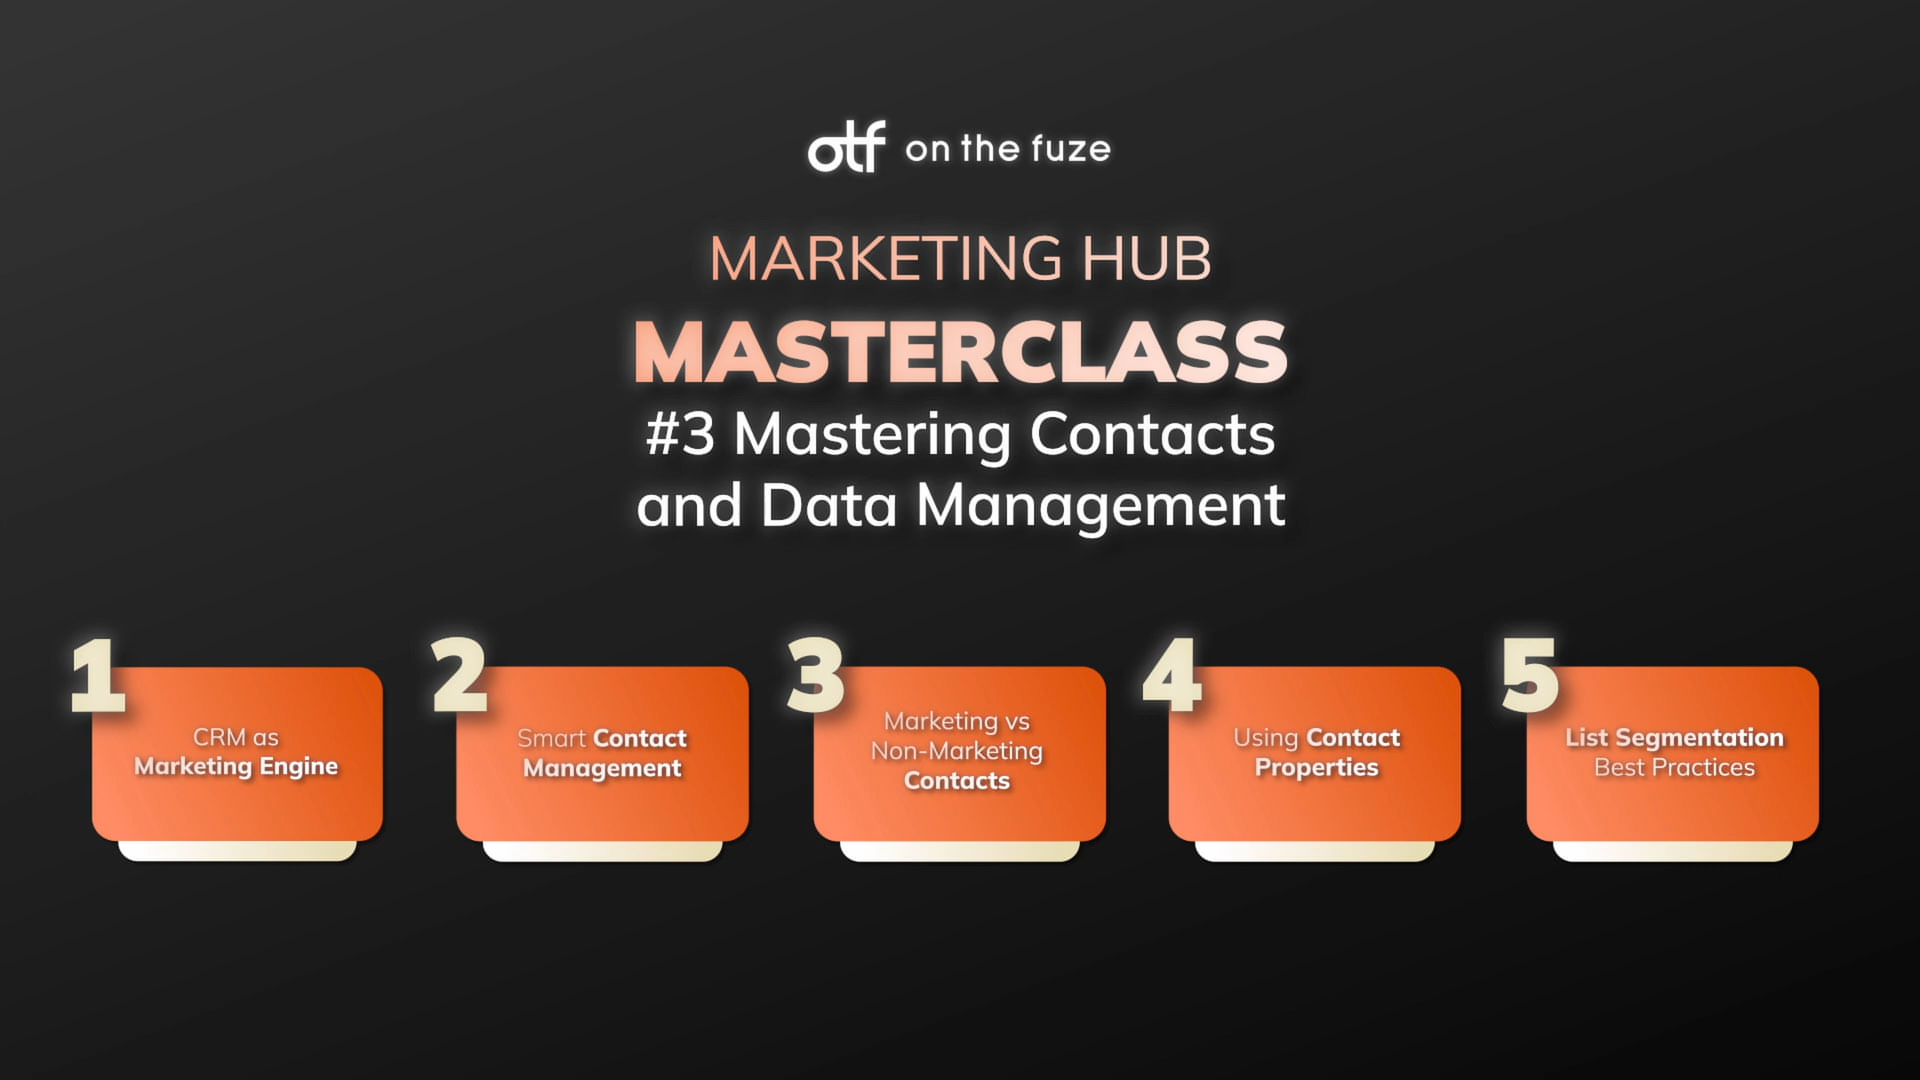 otf on the fuze
MARKETING HUB
MASTERCLASS
#3 Mastering Contacts
and Data Management
1
CRM as
Marketing Engine
2
Smart Contact
Management
3
Marketing vs
Non-Marketing
Contacts
4
Using Contact
Properties
5
List Segmentation
Best Practices